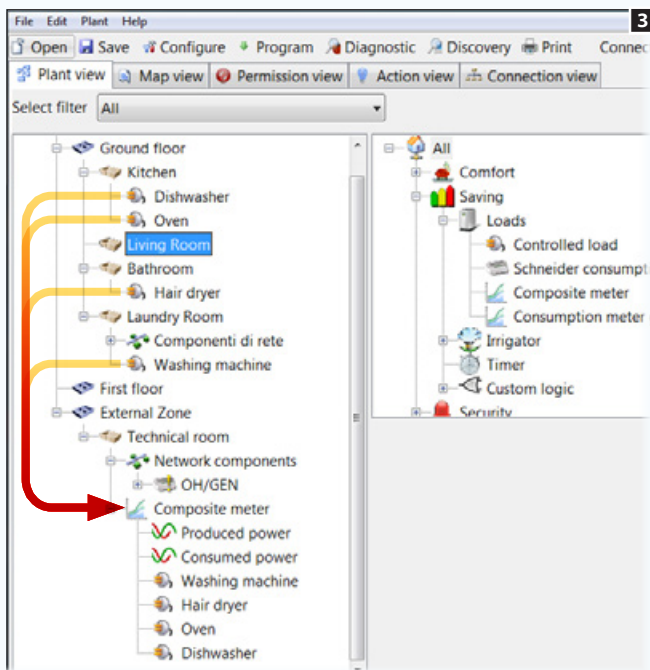 File Edit Plant Help
3
Open Save Configure Program Diagnostic Discovery Print Connec
Plant view Map view Permission view Action view Connection view
Select filter All
Ground floor
Kitchen
Dishwasher
Oven
Living Room
Bathroom
Hair dryer
Laundry Room
Componenti di rete
Washing machine
First floor
External Zone
Technical room
Network components
OH/GEN
Composite meter
Produced power
Consumed power
Washing machine
Hair dryer
Oven
Dishwasher
All
Comfort
Saving
Loads
Controlled load
Schneider consumpt
Composite meter
Consumption meter
Irrigator
Timer
Custom logic
Security